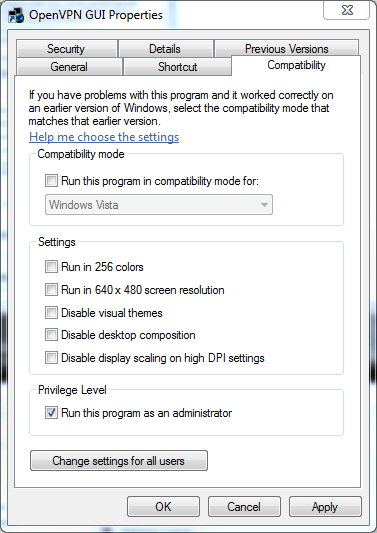 OpenVPN GUI Properties
Security Details Previous Versions
General Shortcut Compatibility
If you have problems with this program and it worked correctly on
an earlier version of Windows, select the compatibility mode that
matches that earlier version.
Help me choose the settings
Compatibility mode
Run this program in compatibility mode for:
Windows Vista
Settings
Run in 256 colors
Run in 640 x 480 screen resolution
Disable visual themes
Disable desktop composition
Disable display scaling on high DPI settings
Privilege Level
Run this program as an administrator
Change settings for all users
OK Cancel Apply